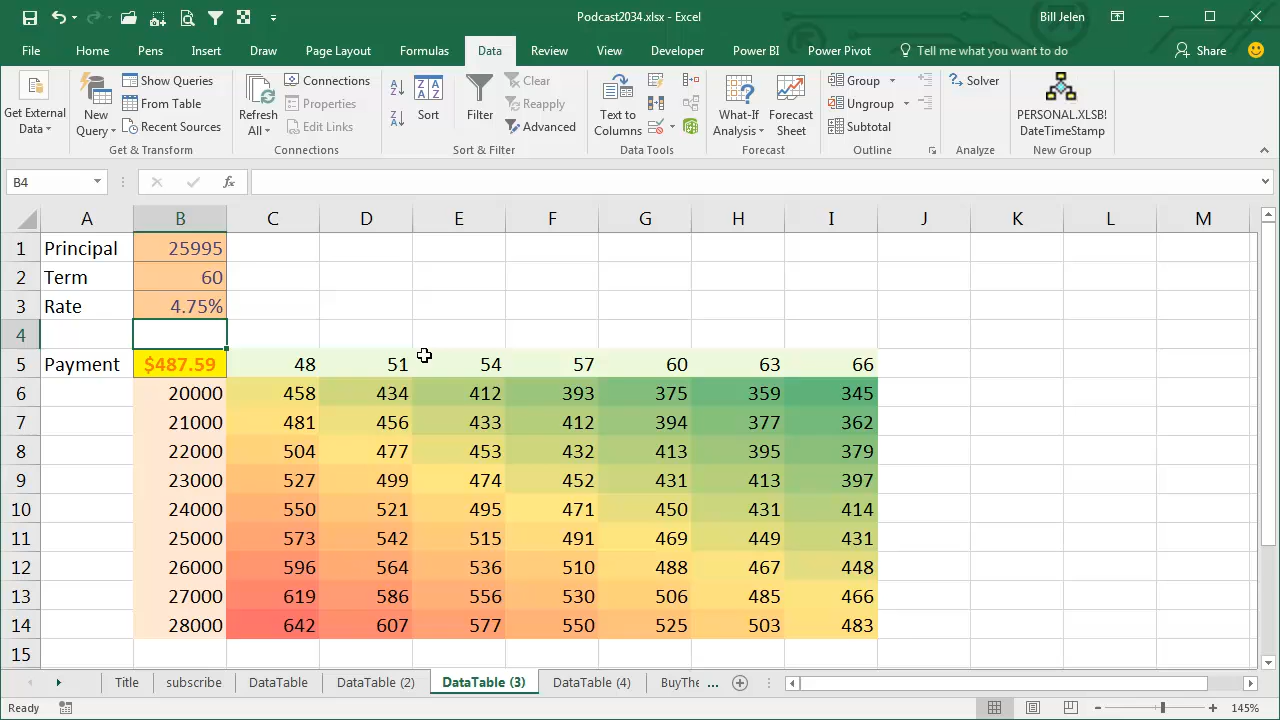 Podcast2034.xlsx - Excel
Bill Jelen
File Home Pens Insert Draw Page Layout Formulas Data Review View Developer Power BI Power Pivot Tell me what you want to do Share
Get External Data
New Query
Show Queries
From Table
Recent Sources
Get & Transform
Refresh All
Connections
Properties
Edit Links
Connections
Sort
Filter
Clear
Reapply
Advanced
Sort & Filter
Text to Columns
Data Tools
What-If Analysis
Forecast Sheet
Forecast
Group
Ungroup
Subtotal
Outline
Solver
Analyze
PERSONAL.XLSB!
DateTimeStamp
New Group
B4 fx
A B C D E F G H I J K L M
1 Principal 25995
2 Term 60
3 Rate 4.75%
4
5 Payment $487.59 48 51 54 57 60 63 66
6 20000 458 434 412 393 375 359 345
7 21000 481 456 433 412 394 377 362
8 22000 504 477 453 432 413 395 379
9 23000 527 499 474 452 431 413 397
10 24000 550 521 495 471 450 431 414
11 25000 573 542 515 491 469 449 431
12 26000 596 564 536 510 488 467 448
13 27000 619 586 556 530 506 485 466
14 28000 642 607 577 550 525 503 483
15
Title subscribe DataTable DataTable (2) DataTable (3) DataTable (4) BuyThe ...
Ready 145%